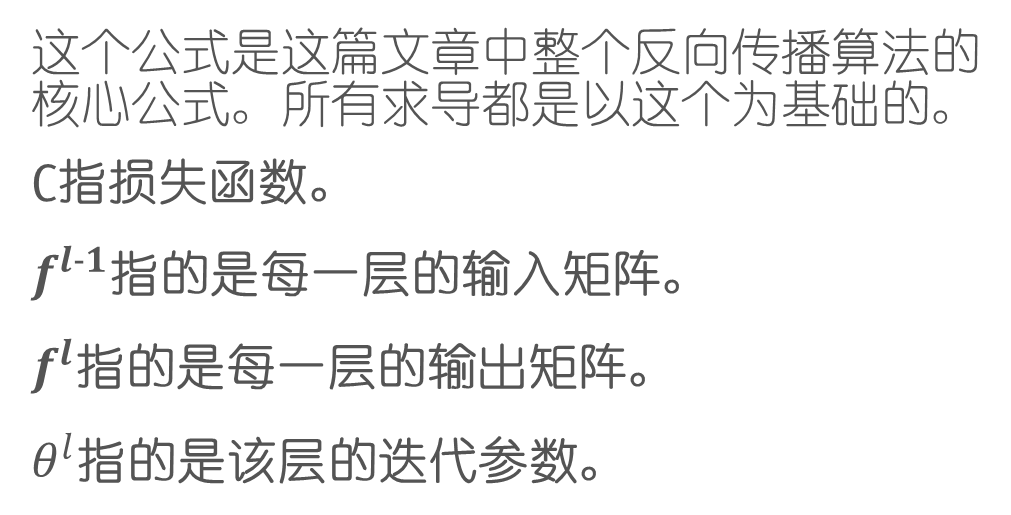 这个公式是这篇文章中整个反向传播算法的
核心公式。所有求导都是以这个为基础的。
C指损失函数。
f^{l-1}指的是每一层的输入矩阵。
f^l指的是每一层的输出矩阵。
θ^l指的是该层的迭代参数。